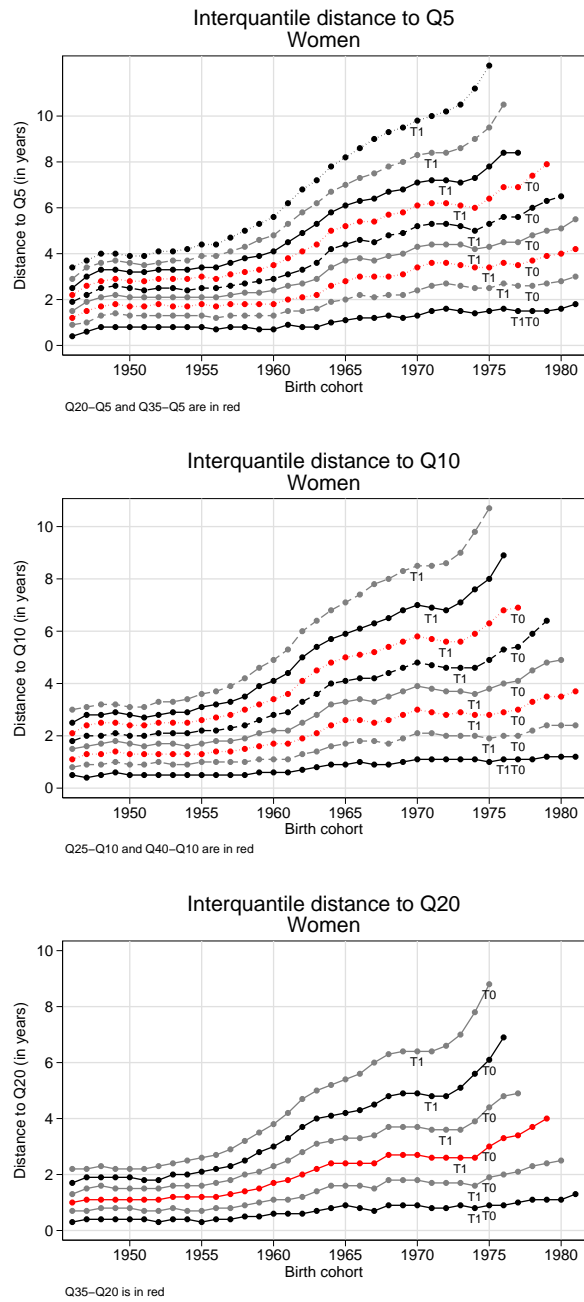 Interquantile distance to Q5
Women
Distance to Q5 (in years)
10
8
6
4
2
0
T1
T1
T1
T0
T1
T0
T1
T0
T1
T0
T1
T0
T1T0
1950
1955
1960
1965
1970
1975
1980
Birth cohort
Q20–Q5 and Q35–Q5 are in red
Interquantile distance to Q10
Women
Distance to Q10 (in years)
10
8
6
4
2
0
T1
T1
T1
T0
T1
T0
T1
T0
T1
T0
T1T0
1950
1955
1960
1965
1970
1975
1980
Birth cohort
Q25–Q10 and Q40–Q10 are in red
Interquantile distance to Q20
Women
Distance to Q20 (in years)
10
8
6
4
2
0
T0
T1
T0
T1
T0
T1
T0
T1
T0
T1
T0
1950
1955
1960
1965
1970
1975
1980
Birth cohort
Q35–Q20 is in red